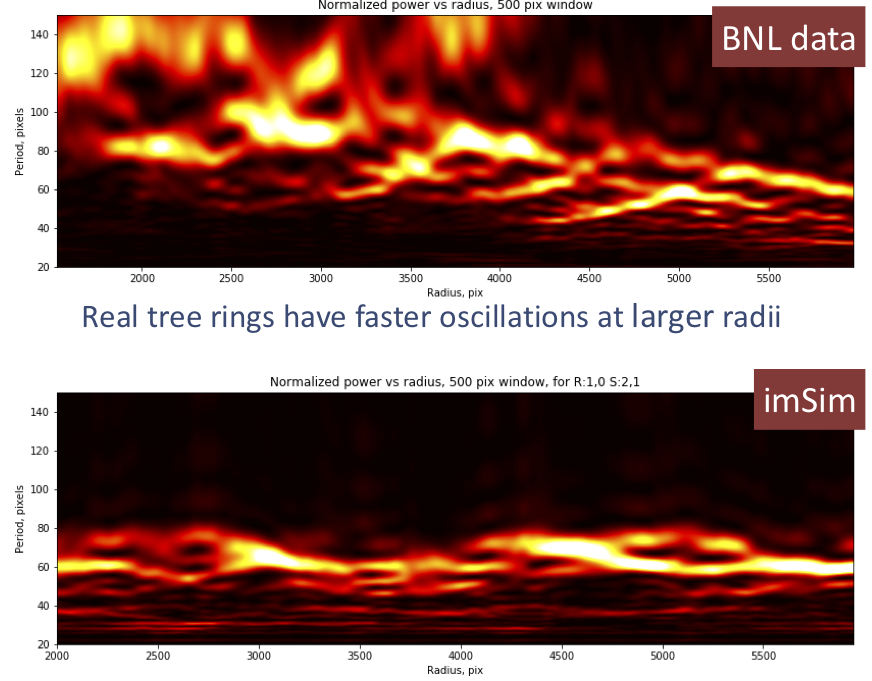 Normalized power vs radius, 500 pix window
BNL data
140
120
100
80
60
40
20
Period, pixels
2000 2500 3000 3500 4000 4500 5000 5500
Radius, pix
Real tree rings have faster oscillations at larger radii
Normalized power vs radius, 500 pix window, for R:1,0 S:2,1
imSim
140
120
100
80
60
40
20
Period, pixels
2000 2500 3000 3500 4000 4500 5000 5500
Radius, pix